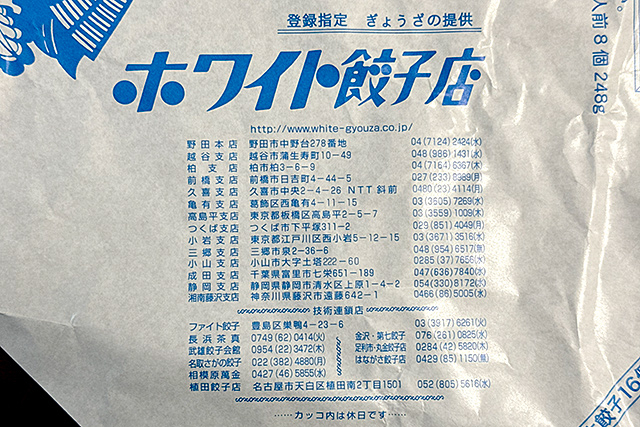 登録指定 ぎょうざの提供
ホワイト餃子店
http://www.white-gyouza.co.jp/
野田本店 野田市中野台278番地 04(7124)2424(水)
越谷支店 越谷市蒲生寿町10-49 048(986)1431(水)
柏支店 柏市柏3-6-9 04(7164)6367(木)
前橋支店 前橋市日吉町4-44-5 027(233)8989(月)
久喜支店 久喜市中央2-4-26 NTT斜前 0480(23)4114(月)
亀有支店 葛飾区西亀有4-11-15 03(3605)7269(水)
高島平支店 東京都板橋区高島平2-5-7 03(3559)1009(木)
つくば支店 つくば市下平塚311-2 029(851)4049(月)
小岩支店 東京都江戸川区西小岩5-12-15 03(3671)3516(水)
三郷支店 三郷市泉2-36-6 048(954)6517(無)
小山支店 小山市大字土塔222-60 0285(37)7656(水)
成田支店 千葉県富里市七栄651-189 0476(36)7840(水)
静岡支店 静岡県静岡市清水区上原1-4-2 054(330)8172(水)
湘南藤沢支店 神奈川県藤沢市遠藤642-1 0466(86)5005(水)
技術連鎖店
ファイト餃子 豊島区巣鴨4-23-6 03(3917)6261(火)
長浜茶真 0749(62)0414(火) 金沢・第七餃子 076(261)0825(水)
武雄餃子会館 0954(22)3472(木) 足利市・丸金餃子店 0284(42)5820(木)
名取さがの餃子 022(382)4880(月) はながさ餃子店 0429(85)1150(無)
相模原萬金 0427(46)5855(水)
植田餃子店 名古屋市天白区植田南2丁目1501 052(805)5616(水)
……カッコ内は休日です……
人前8個248g
餃子16個